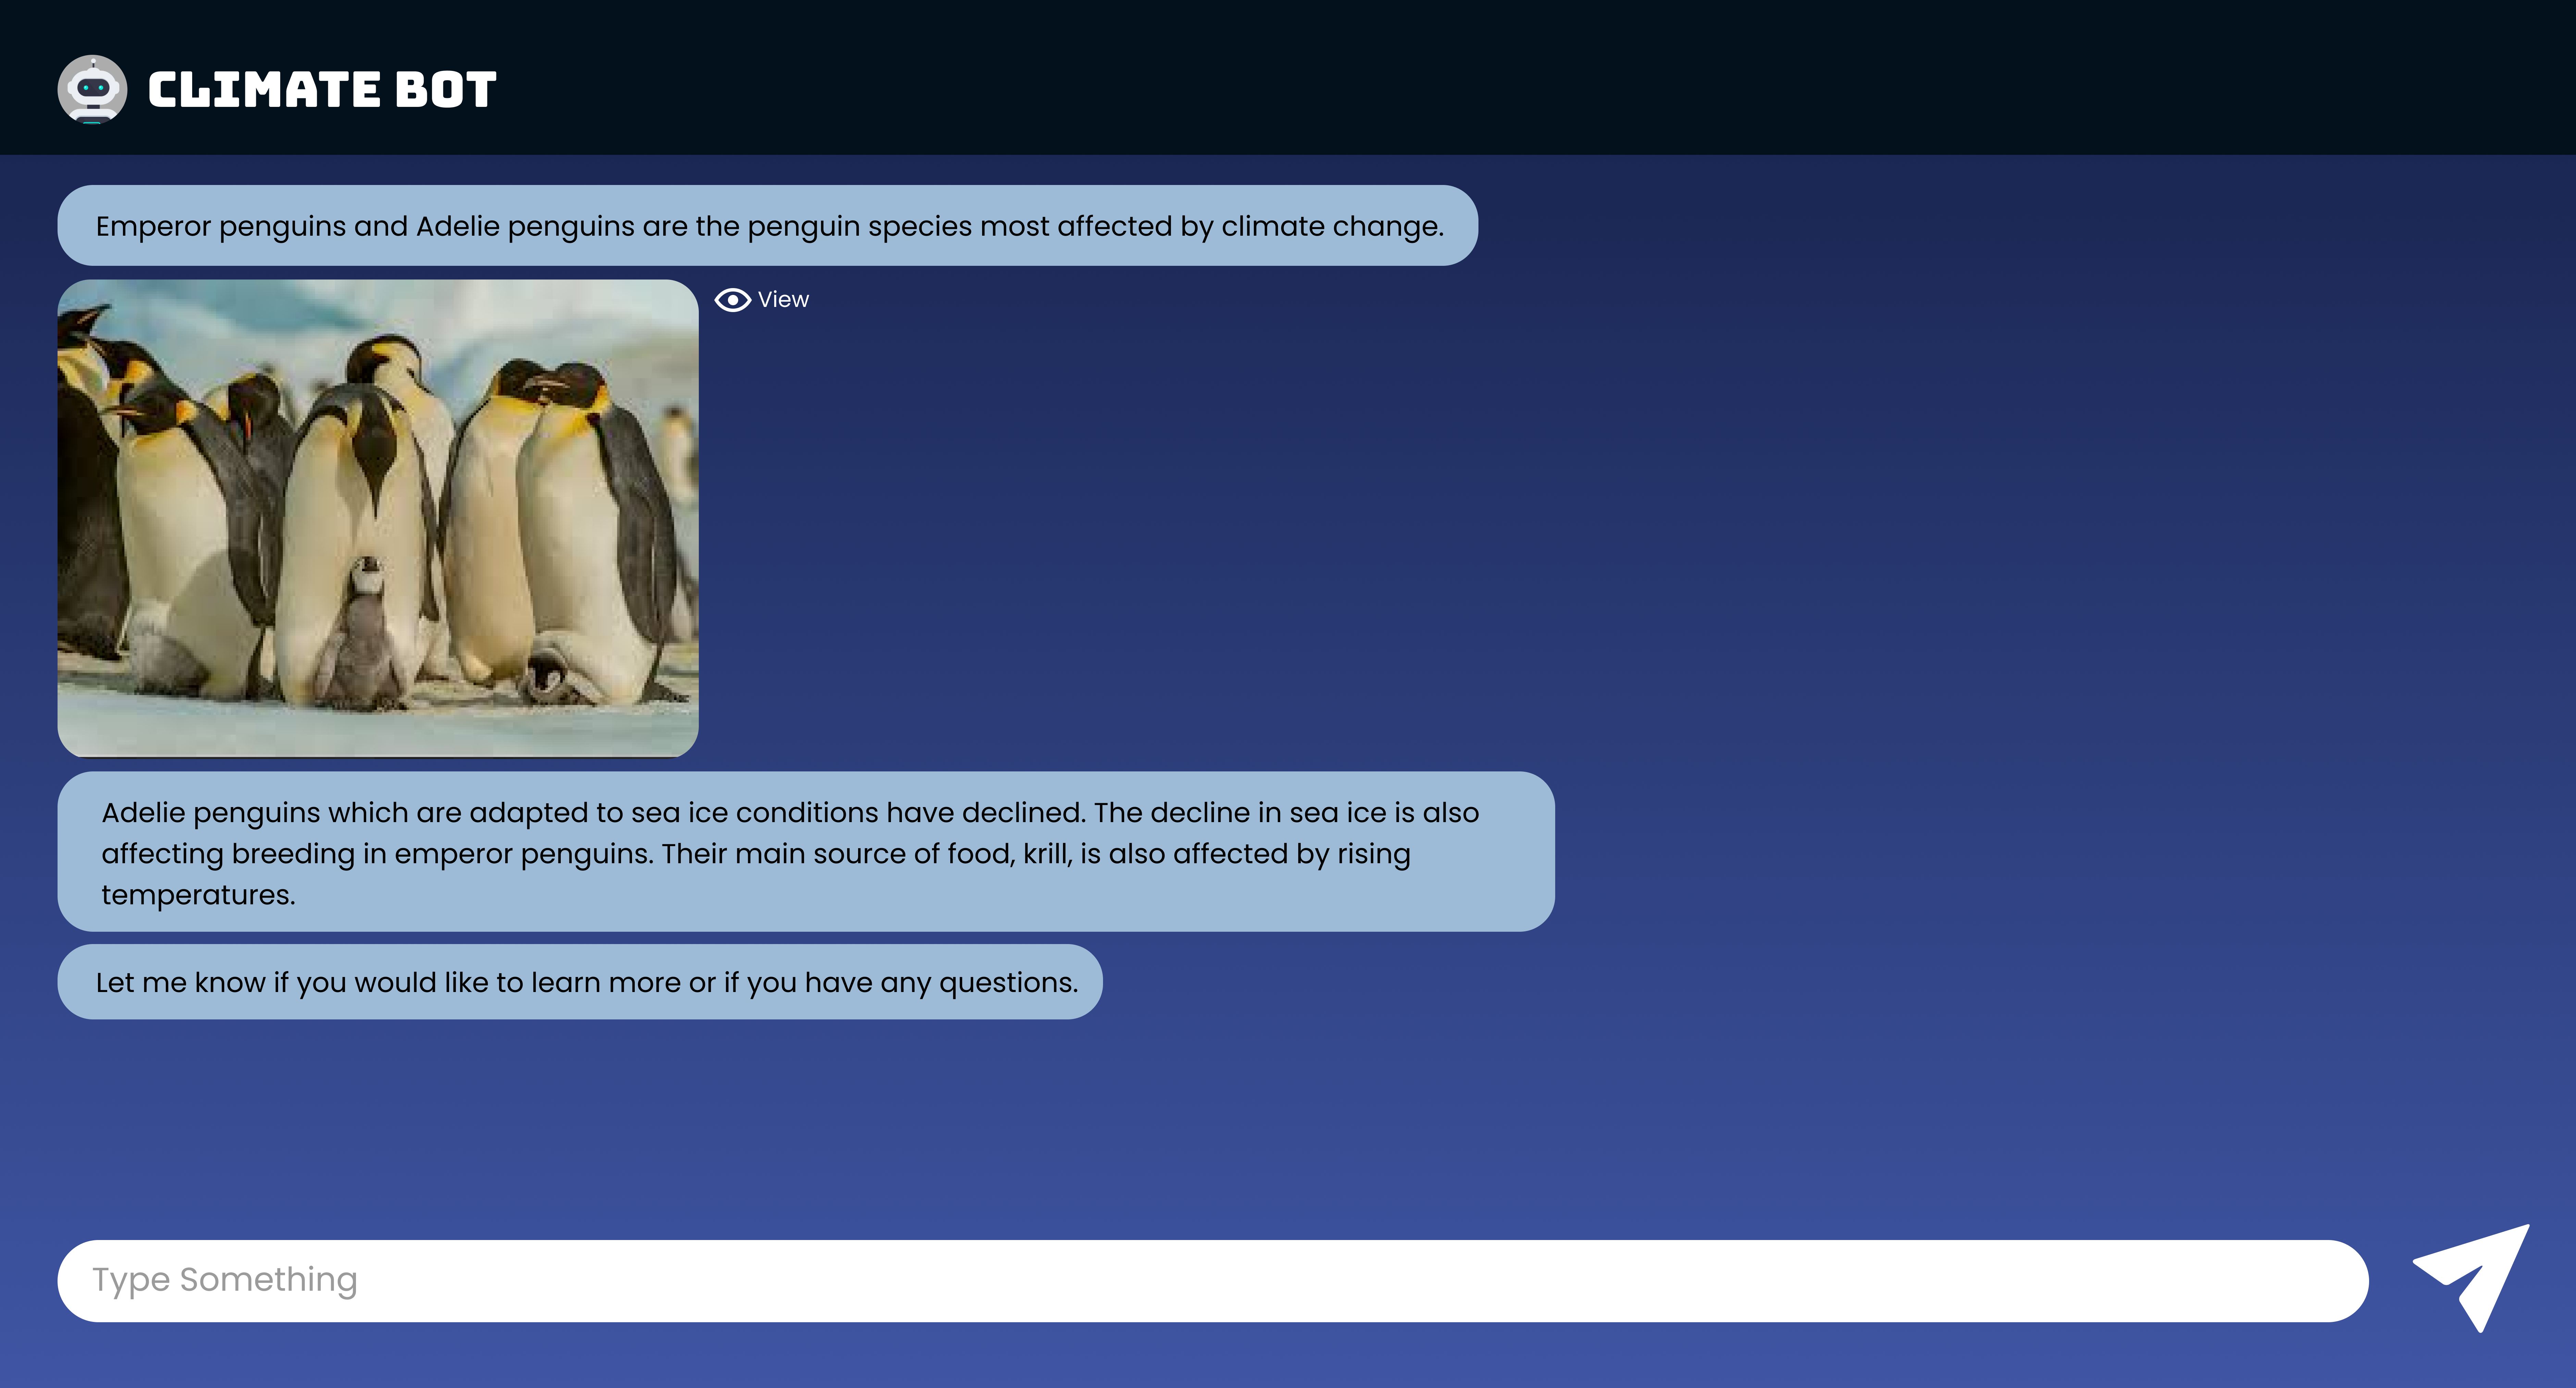 CLIMATE BOT
Emperor penguins and Adelie penguins are the penguin species most affected by climate change.
View
Adelie penguins which are adapted to sea ice conditions have declined. The decline in sea ice is also
affecting breeding in emperor penguins. Their main source of food, krill, is also affected by rising
temperatures.
Let me know if you would like to learn more or if you have any questions.
Type Something